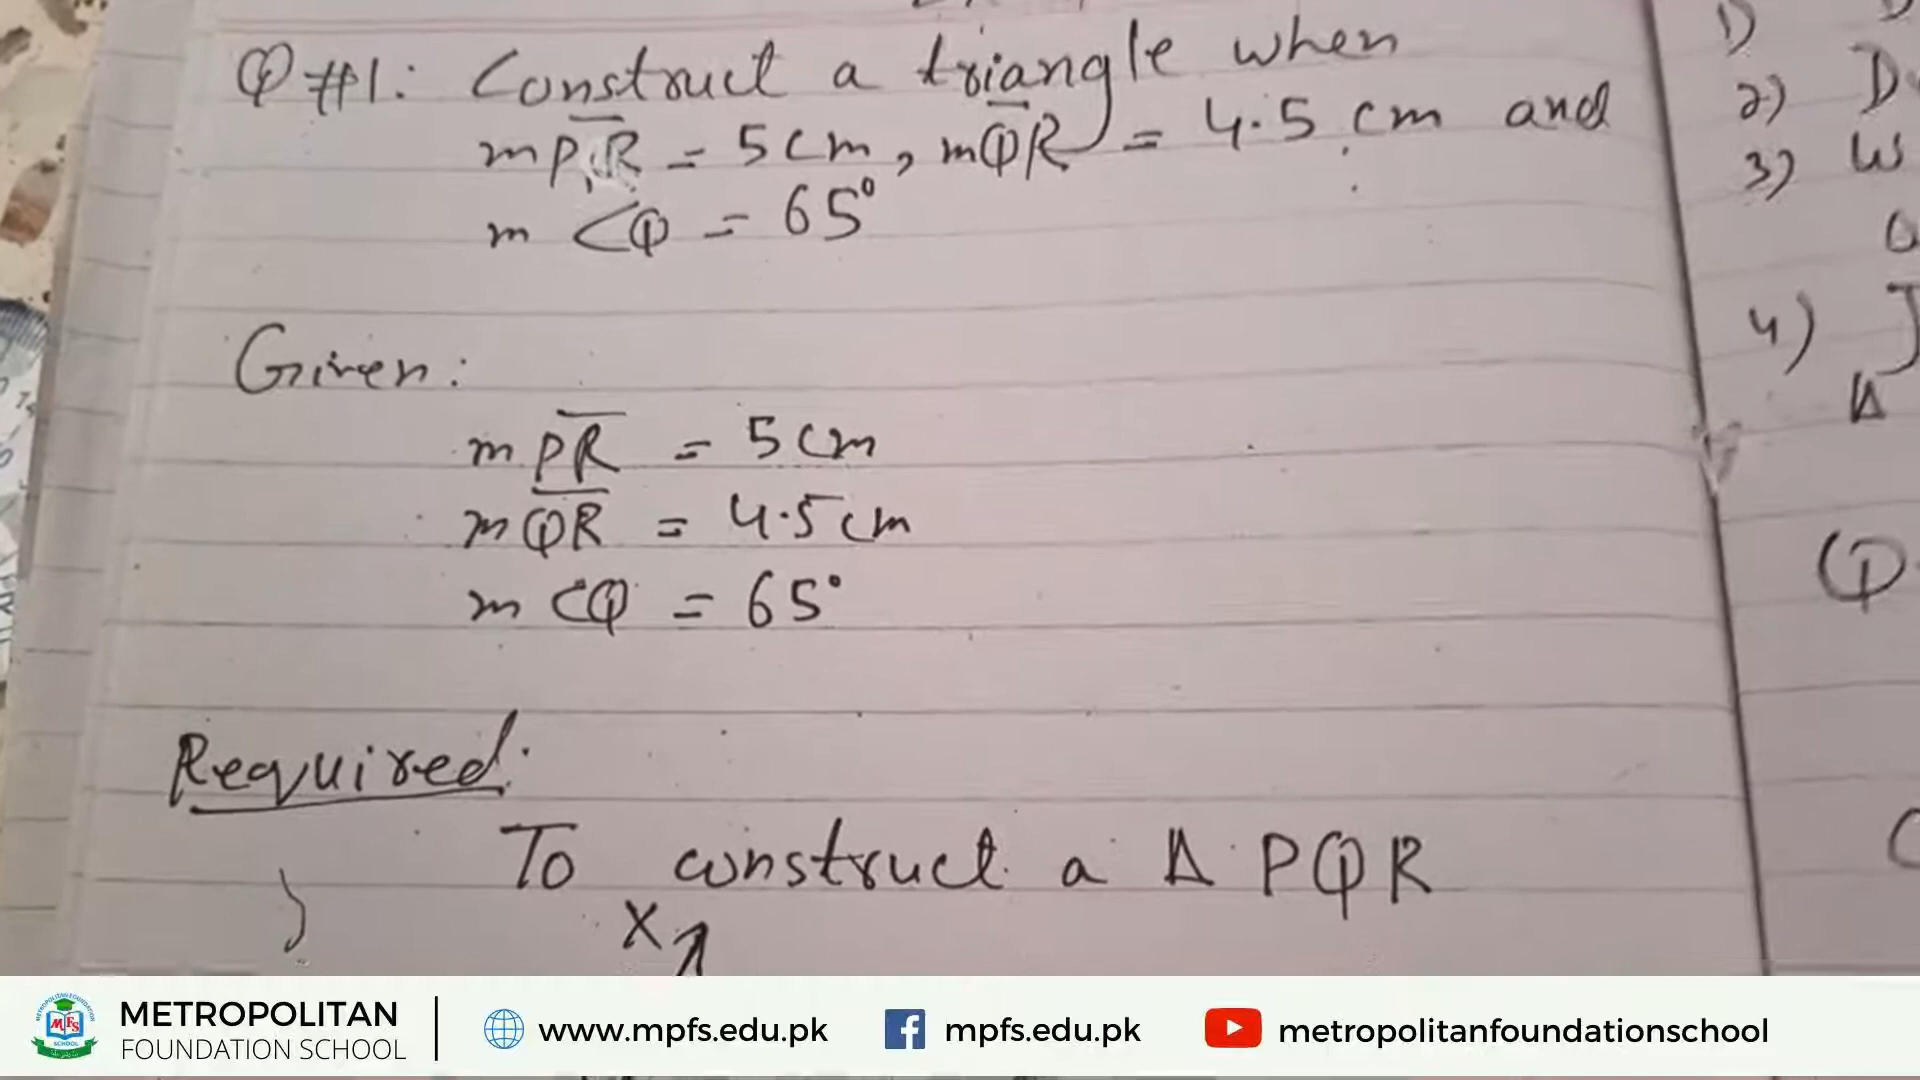 Q #1: Construct a triangle when
mPR = 5cm, mQR = 4.5 cm and
m <Q = 65°
Given:
mPR = 5cm
mQR = 4.5cm
m <Q = 65°
Required:
To construct a Δ PQR
X
1)
2) D
3) W
4)
Q
METROPOLITAN
FOUNDATION SCHOOL
www.mpfs.edu.pk
mpfs.edu.pk
metropolitanfoundationschool
MFS
SCHOOL